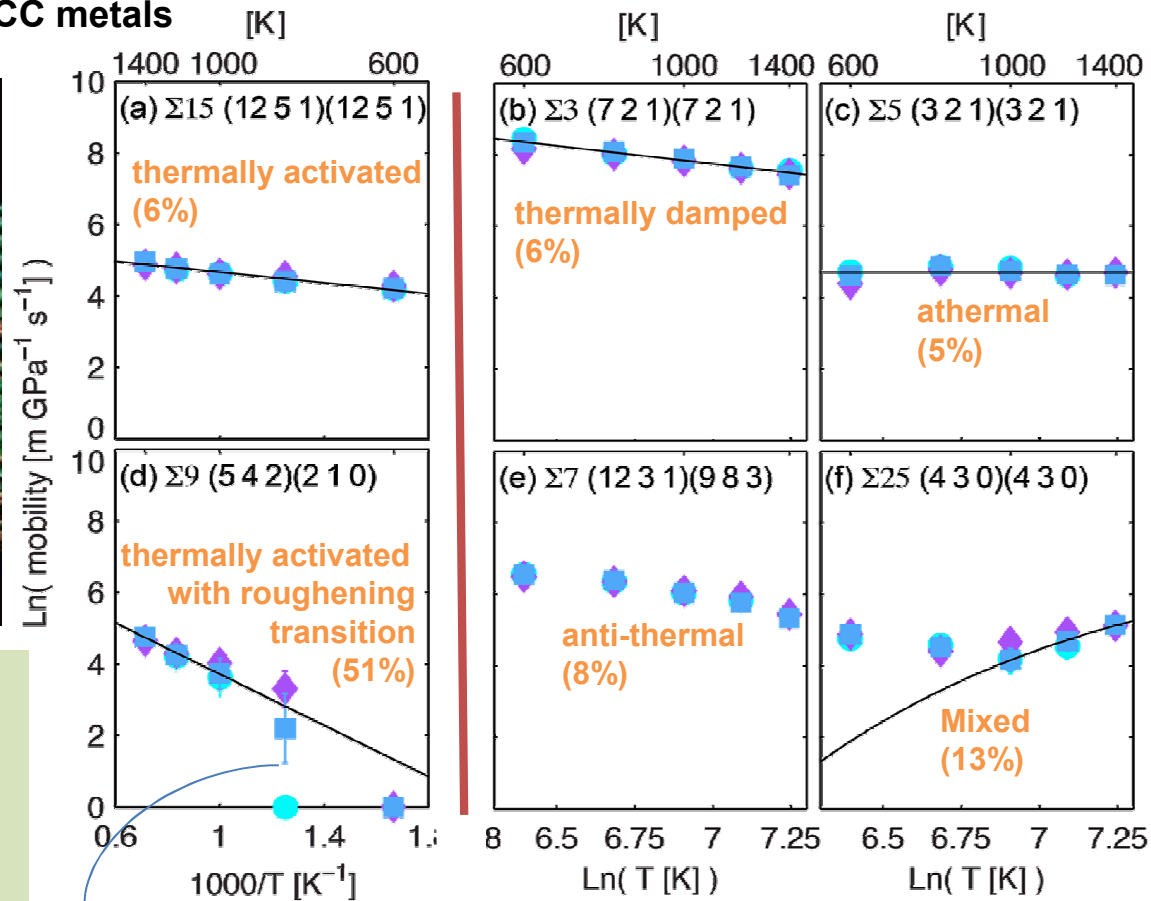 CC metals
[K] [K] [K]
1400 1000 600 600 1000 1400 600 1000 1400
10
8
6
4
2
0
(a) Σ15 (12 5 1)(12 5 1)
thermally activated
(6%)
(b) Σ3 (7 2 1)(7 2 1)
thermally damped
(6%)
(c) Σ5 (3 2 1)(3 2 1)
athermal
(5%)
Ln( mobility [m GPa⁻¹ s⁻¹] )
10
8
6
4
2
0
(d) Σ9 (5 4 2)(2 1 0)
thermally activated
with roughening
transition
(51%)
(e) Σ7 (12 3 1)(9 8 3)
anti-thermal
(8%)
(f) Σ25 (4 3 0)(4 3 0)
Mixed
(13%)
0.6 1 1.4 1.
8 6.5 6.75 7 7.25 6.5 6.75 7 7.25
1000/T [K⁻¹] Ln( T [K] ) Ln( T [K] )